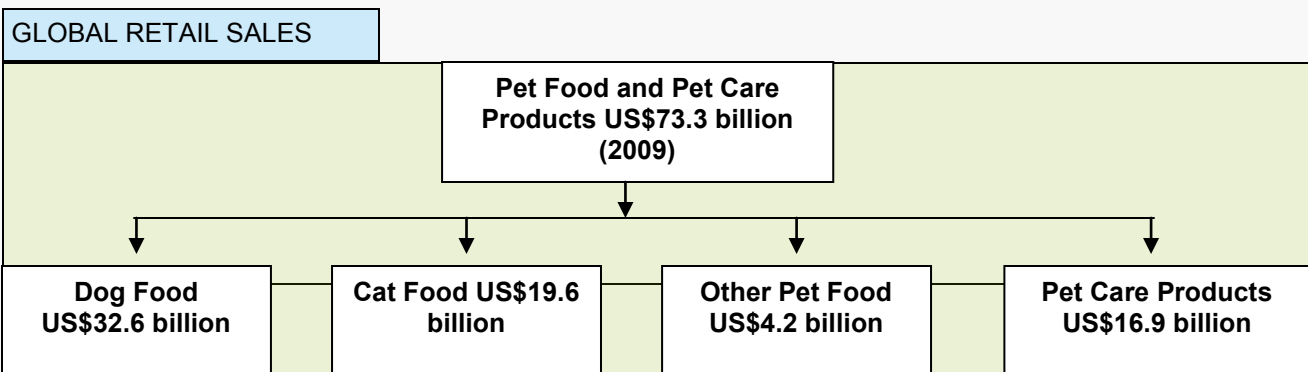 GLOBAL RETAIL SALES
Pet Food and Pet Care
Products US$73.3 billion
(2009)
Dog Food
US$32.6 billion
Cat Food US$19.6
billion
Other Pet Food
US$4.2 billion
Pet Care Products
US$16.9 billion